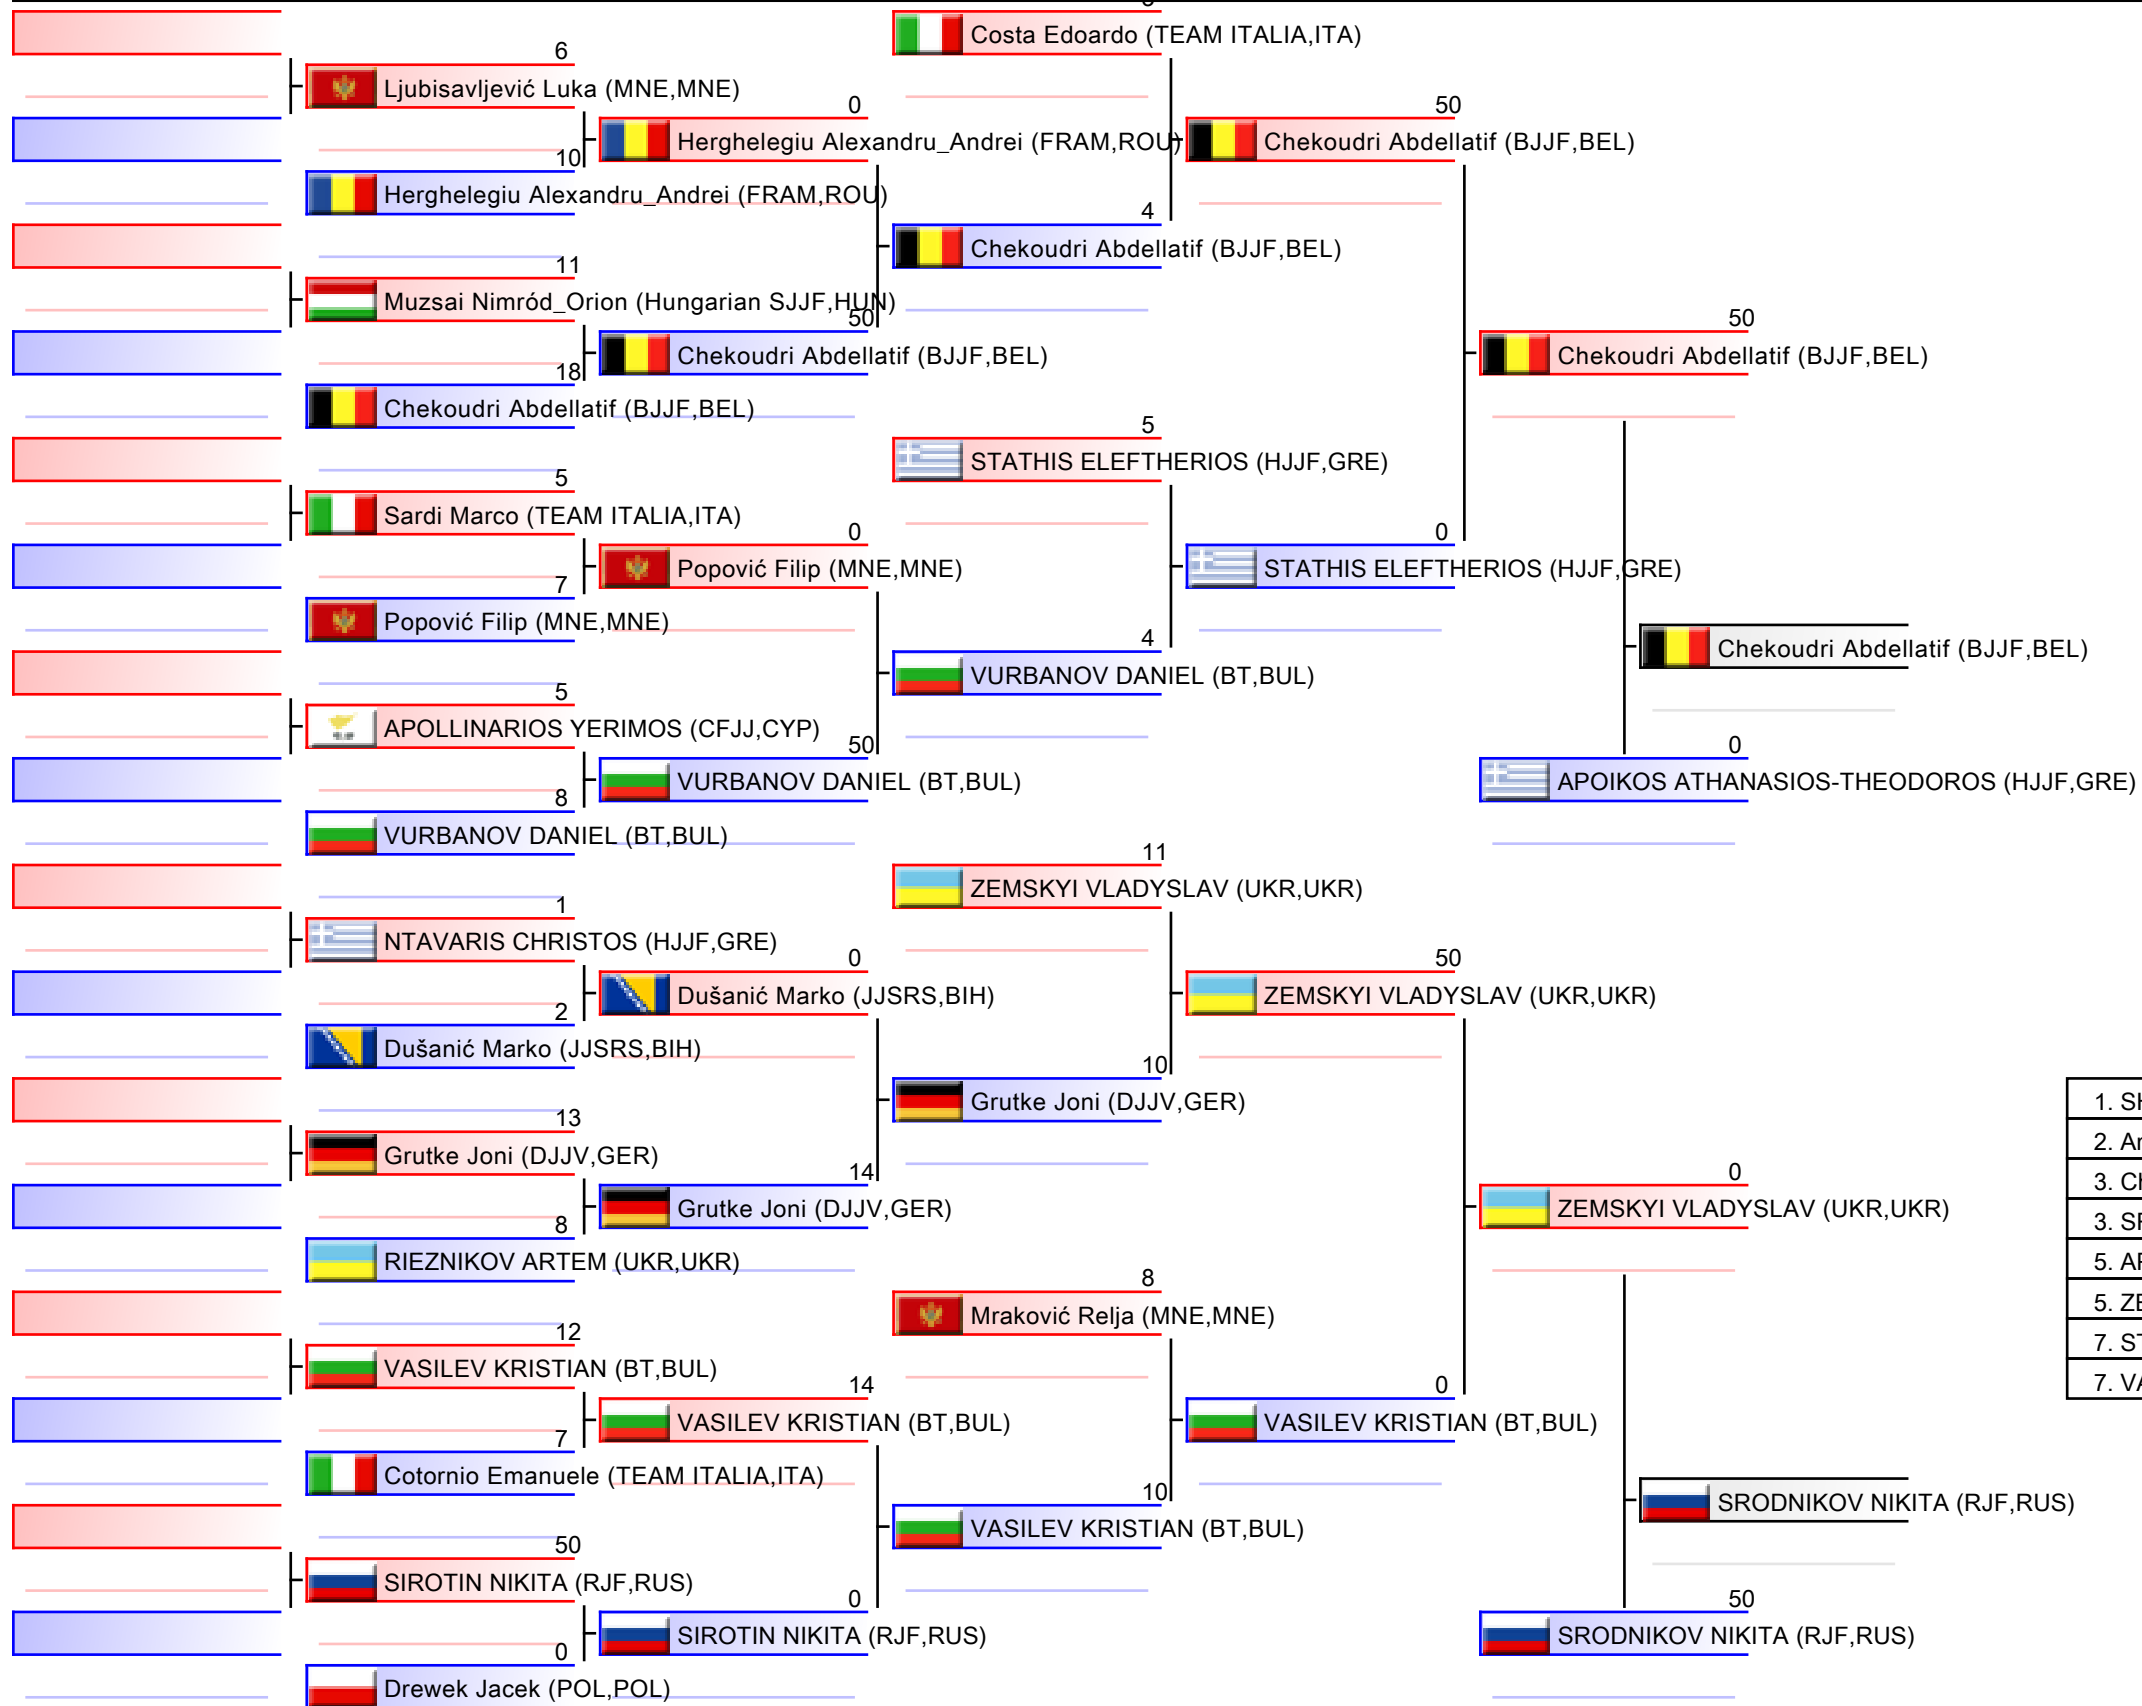 Costa Edoardo (TEAM ITALIA,ITA)
6
Ljubisavljević Luka (MNE,MNE)
0
50
Herghelegiu Alexandru_Andrei (FRAM,ROU)
Chekoudri Abdellatif (BJJF,BEL)
10
Herghelegiu Alexandru_Andrei (FRAM,ROU)
4
Chekoudri Abdellatif (BJJF,BEL)
11
Muzsai Nimród_Orion (Hungarian SJJF,HUN)
50
50
Chekoudri Abdellatif (BJJF,BEL)
Chekoudri Abdellatif (BJJF,BEL)
18
Chekoudri Abdellatif (BJJF,BEL)
5
STATHIS ELEFTHERIOS (HJJF,GRE)
5
Sardi Marco (TEAM ITALIA,ITA)
0
0
Popović Filip (MNE,MNE)
STATHIS ELEFTHERIOS (HJJF,GRE)
7
Popović Filip (MNE,MNE)
4
Chekoudri Abdellatif (BJJF,BEL)
VURBANOV DANIEL (BT,BUL)
5
APOLLINARIOS YERIMOS (CFJJ,CYP)
50
0
VURBANOV DANIEL (BT,BUL)
APOIKOS ATHANASIOS-THEODOROS (HJJF,GRE)
8
VURBANOV DANIEL (BT,BUL)
11
ZEMSKYI VLADYSLAV (UKR,UKR)
1
NTAVARIS CHRISTOS (HJJF,GRE)
0
50
Dušanić Marko (JJSRS,BIH)
ZEMSKYI VLADYSLAV (UKR,UKR)
2
Dušanić Marko (JJSRS,BIH)
10
Grutke Joni (DJJV,GER)
13
Grutke Joni (DJJV,GER)
14
0
Grutke Joni (DJJV,GER)
ZEMSKYI VLADYSLAV (UKR,UKR)
8
RIEZNIKOV ARTEM (UKR,UKR)
8
Mraković Relja (MNE,MNE)
12
VASILEV KRISTIAN (BT,BUL)
14
0
VASILEV KRISTIAN (BT,BUL)
VASILEV KRISTIAN (BT,BUL)
7
Cotornio Emanuele (TEAM ITALIA,ITA)
10
SRODNIKOV NIKITA (RJF,RUS)
VASILEV KRISTIAN (BT,BUL)
50
SIROTIN NIKITA (RJF,RUS)
0
50
SIROTIN NIKITA (RJF,RUS)
SRODNIKOV NIKITA (RJF,RUS)
0
Drewek Jacek (POL,POL)
1.
2.
3.
3.
5.
5.
7.
7.